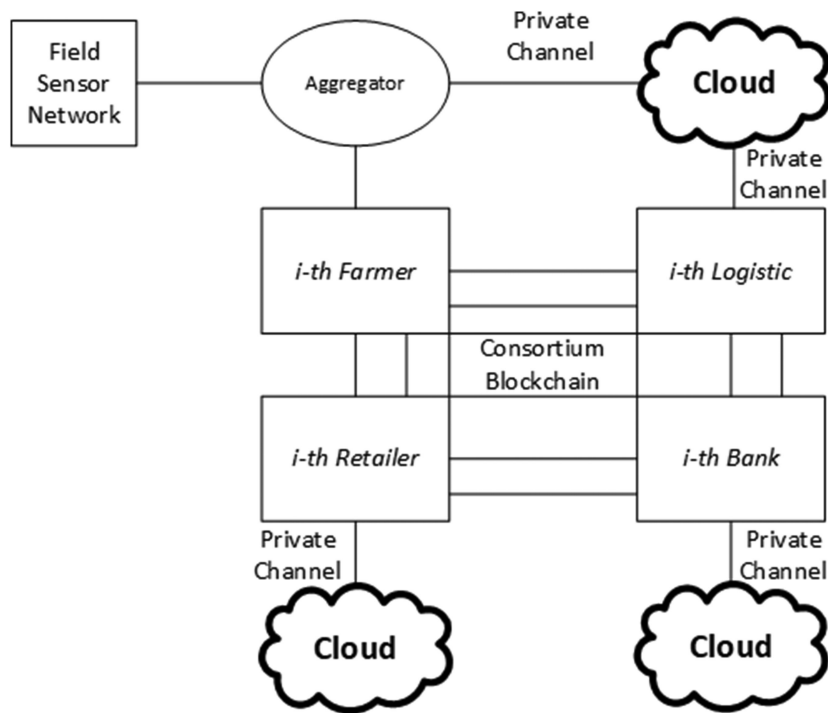 Field
Sensor
Network
Aggregator
Private
Channel
Cloud
Private
Channel
i-th Farmer
i-th Logistic
Consortium
Blockchain
i-th Retailer
i-th Bank
Private
Channel
Private
Channel
Cloud
Cloud